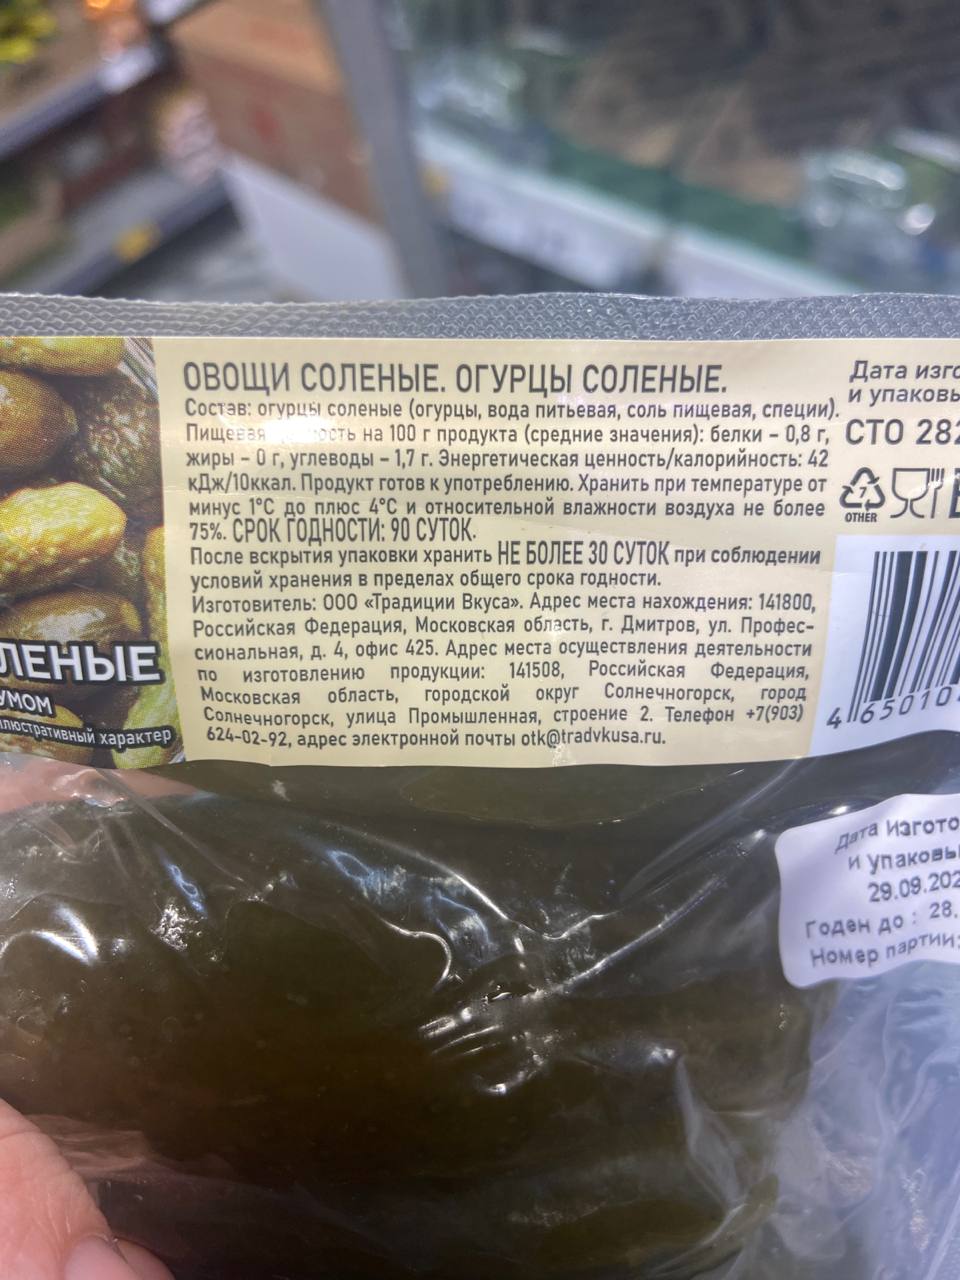 ОВОЩИ СОЛЕНЫЕ. ОГУРЦЫ СОЛЕНЫЕ.
Состав: огурцы соленые (огурцы, вода питьевая, соль пищевая, специи).
Пищевая на 100 г продукта (средние значения): белки – 0,8 г,
жиры – 0 г, углеводы – 1,7 г. Энергетическая ценность/калорийность: 42
кДж/10ккал. Продукт готов к употреблению. Хранить при температуре от
минус 1°С до плюс 4°С и относительной влажности воздуха не более
75%. СРОК ГОДНОСТИ: 90 СУТОК.
После вскрытия упаковки хранить НЕ БОЛЕЕ 30 СУТОК при соблюдении
условий хранения в пределах общего срока годности.
Изготовитель: ООО «Традиции Вкуса». Адрес места нахождения: 141800,
Российская Федерация, Московская область, г. Дмитров, ул. Профес-
сиональная, д. 4, офис 425. Адрес места осуществления деятельности
по изготовлению продукции: 141508, Российская Федерация,
Московская область, городской округ Солнечногорск, город
Солнечногорск, улица Промышленная, строение 2. Телефон +7(903)
624-02-92, адрес электронной почты otk@tradvkusa.ru.
ЛЕНЫЕ
УМОМ
люстративный характер
Дата изго
и упаковы
СТО 282
7
OTHER
4 65010
Дата Изгото
и упаковы
29.09.202
Годен до : 28.
Номер партии: